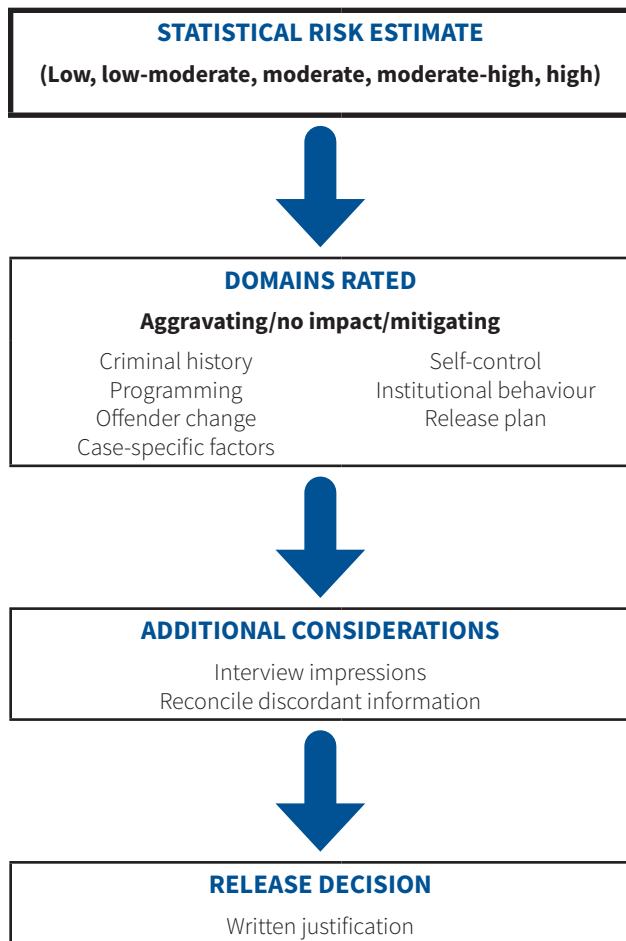 STATISTICAL RISK ESTIMATE
(Low, low-moderate, moderate, moderate-high, high)
DOMAINS RATED
Aggravating/no impact/mitigating
Criminal history
Programming
Offender change
Case-specific factors
Self-control
Institutional behaviour
Release plan
ADDITIONAL CONSIDERATIONS
Interview impressions
Reconcile discordant information
RELEASE DECISION
Written justification